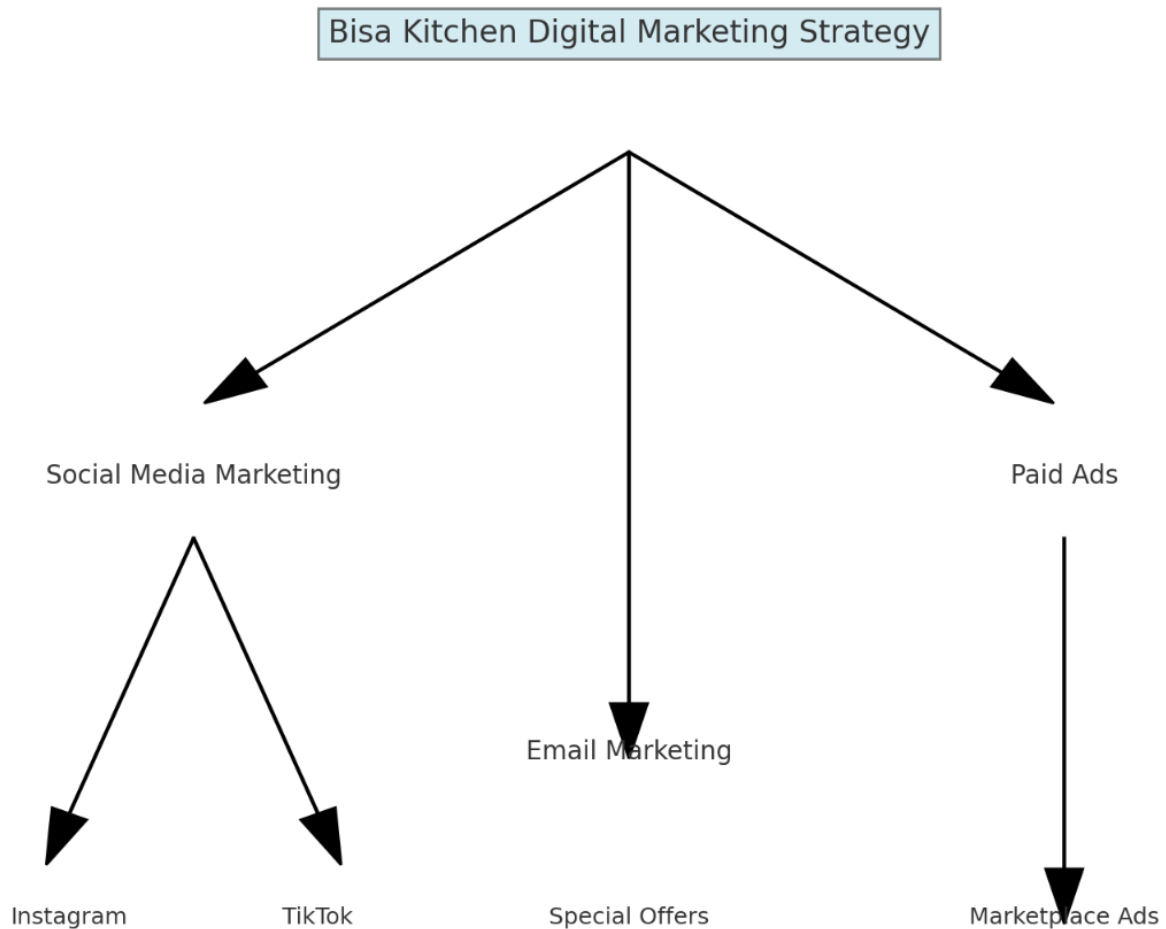 Bisa Kitchen Digital Marketing Strategy
Social Media Marketing
Paid Ads
Email Marketing
Instagram
TikTok
Special Offers
Marketplace Ads